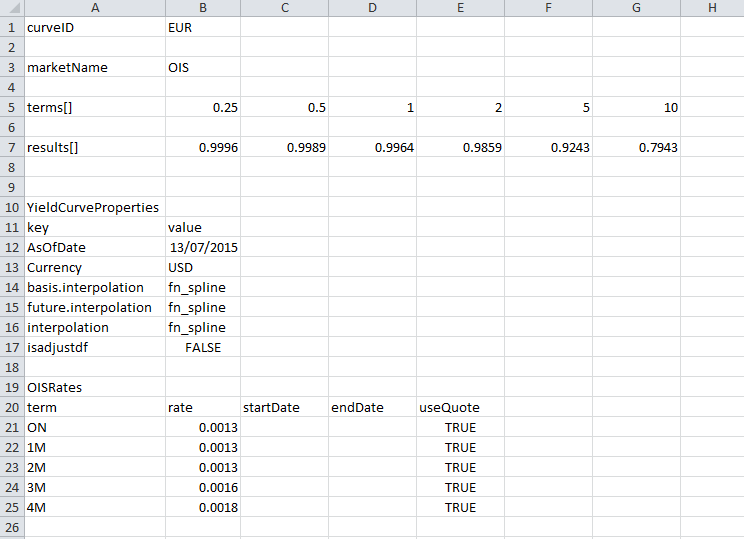 A B C D E F G H
1 curveID EUR
2
3 marketName OIS
4
5 terms[] 0.25 0.5 1 2 5 10
6
7 results[] 0.9996 0.9989 0.9964 0.9859 0.9243 0.7943
8
9
10 YieldCurveProperties
11 key value
12 AsOfDate 13/07/2015
13 Currency USD
14 basis.interpolation fn_spline
15 future.interpolation fn_spline
16 interpolation fn_spline
17 isadjustdf FALSE
18
19 OISRates
20 term rate startDate endDate useQuote
21 ON 0.0013 TRUE
22 1M 0.0013 TRUE
23 2M 0.0013 TRUE
24 3M 0.0016 TRUE
25 4M 0.0018 TRUE
26